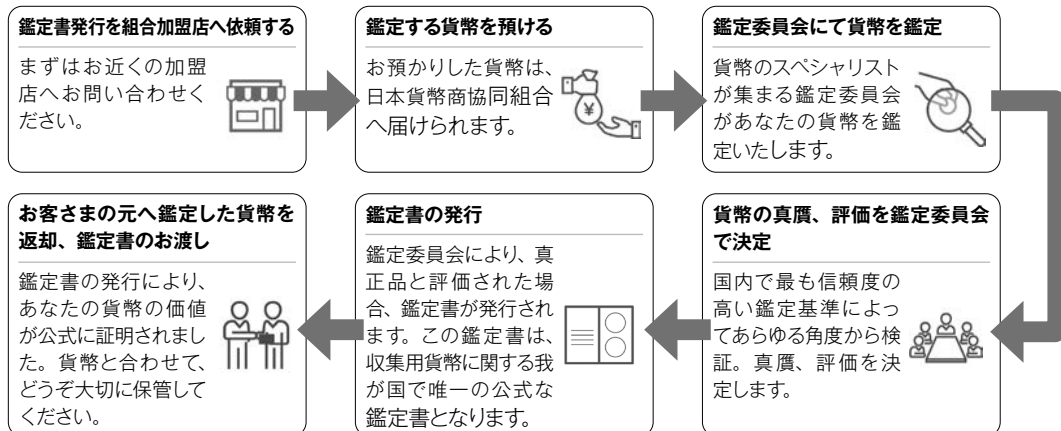 鑑定書発行を組合加盟店へ依頼する
まずはお近くの加盟
店へお問い合わせく
ださい。
鑑定する貨幣を預ける
お預かりした貨幣は、
日本貨幣商協同組合
へ届けられます。
¥
鑑定委員会にて貨幣を鑑定
貨幣のスペシャリスト
が集まる鑑定委員会
があなたの貨幣を鑑
定いたします。
貨幣の真贋、評価を鑑定委員会
で決定
国内で最も信頼度の
高い鑑定基準によっ
てあらゆる角度から検
証。真贋、評価を決
定します。
鑑定書の発行
鑑定委員会により、真
正品と評価された場
合、鑑定書が発行され
ます。この鑑定書は、
収集用貨幣に関する我
が国で唯一の公式な
鑑定書となります。
お客さまの元へ鑑定した貨幣を
返却、鑑定書のお渡し
鑑定書の発行により、
あなたの貨幣の価値
が公式に証明されまし
た。貨幣と合わせて、
どうぞ大切に保管して
ください。